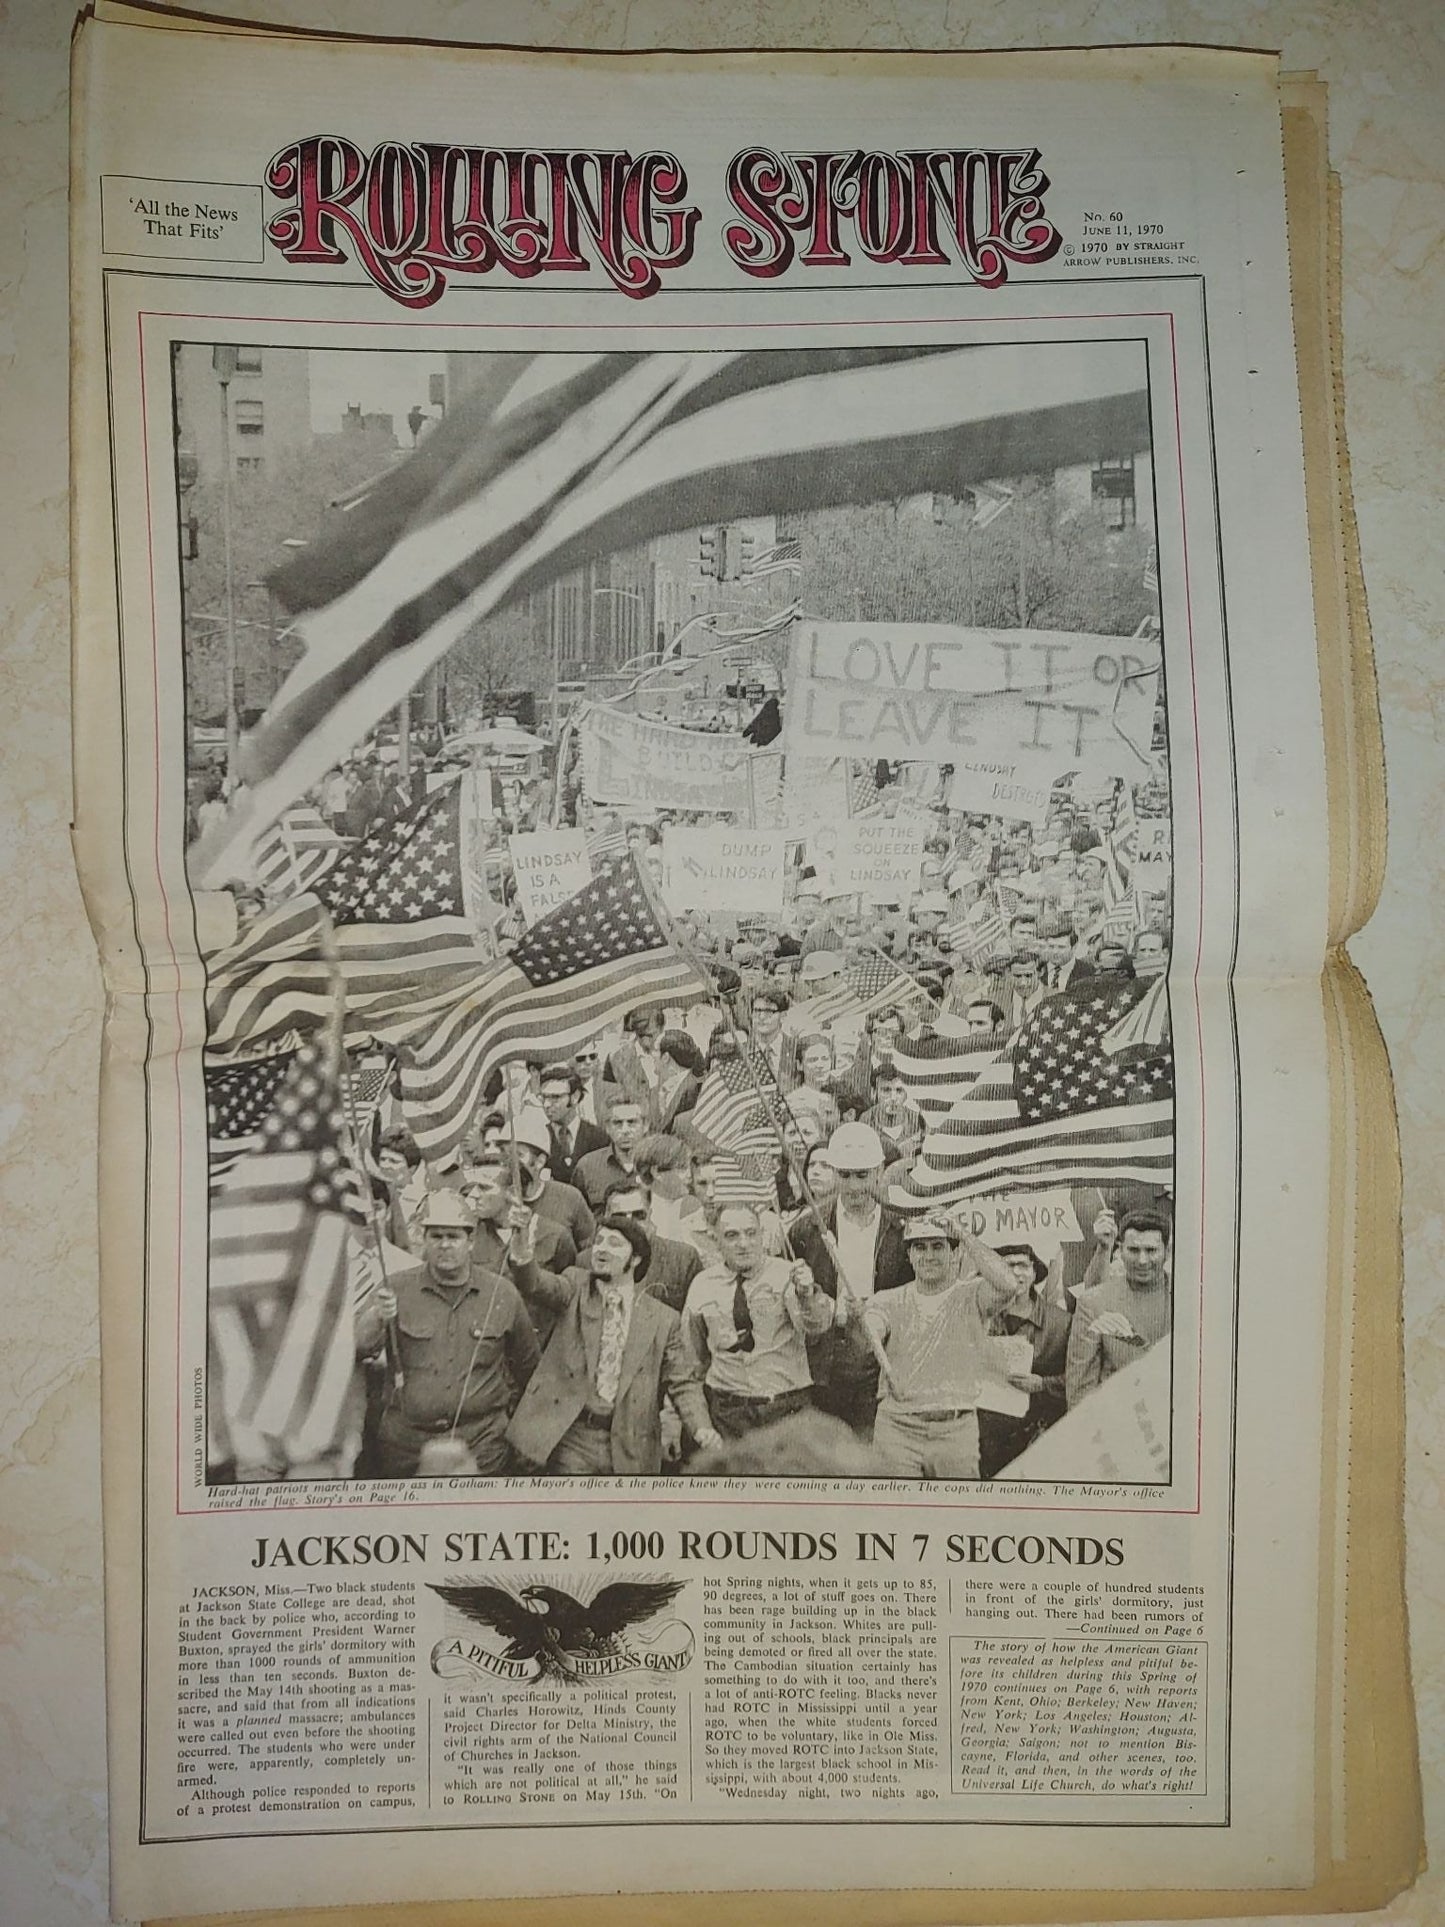 'All the News
That Fits'
ROLLING STONE
No. 60
JUNE 11, 1970
© 1970 BY STRAIGHT
ARROW PUBLISHERS, INC.
LOVE IT OR
LEAVE IT
THE HARD HA
BUILD
LINDSAY
DESTROYS
LINDSAY
IS A
FALSE
DUMP
LINDSAY
PUT THE
SQUEEZE
ON
LINDSAY
R
MAY
ED MAYOR
WORLD WIDE PHOTOS
Hard-hat patriots march to stomp ass in Gotham: The Mayor's office & the police knew they were coming a day earlier. The cops did nothing. The Mayor's office
raised the flag. Story's on Page 16.
JACKSON STATE: 1,000 ROUNDS IN 7 SECONDS
JACKSON, Miss.—Two black students
at Jackson State College are dead, shot
in the back by police who, according to
Student Government President Warner
Buxton, sprayed the girls' dormitory with
more than 1000 rounds of ammunition
in less than ten seconds. Buxton de-
scribed the May 14th shooting as a mas-
sacre, and said that from all indications
it was a planned massacre; ambulances
were called out even before the shooting
occurred. The students who were under
fire were, apparently, completely un-
armed.
Although police responded to reports
of a protest demonstration on campus,
A PITIFUL HELPLESS GIANT
it wasn't specifically a political protest,
said Charles Horowitz, Hinds County
Project Director for Delta Ministry, the
civil rights arm of the National Council
of Churches in Jackson.
"It was really one of those things
which are not political at all," he said
to ROLLING STONE on May 15th. "On
hot Spring nights, when it gets up to 85,
90 degrees, a lot of stuff goes on. There
has been rage building up in the black
community in Jackson. Whites are pull-
ing out of schools, black principals are
being demoted or fired all over the state.
The Cambodian situation certainly has
something to do with it too, and there's
a lot of anti-ROTC feeling. Blacks never
had ROTC in Mississippi until a year
ago, when the white students forced
ROTC to be voluntary, like in Ole Miss.
So they moved ROTC into Jackson State,
which is the largest black school in Mis-
sissippi, with about 4,000 students.
"Wednesday night, two nights ago,
there were a couple of hundred students
in front of the girls' dormitory, just
hanging out. There had been rumors of
—Continued on Page 6
The story of how the American Giant
was revealed as helpless and pitiful be-
fore its children during this Spring of
1970 continues on Page 6, with reports
from Kent, Ohio; Berkeley; New Haven;
New York; Los Angeles; Houston; Al-
fred, New York; Washington; Augusta,
Georgia; Saigon; not to mention Bis-
cayne, Florida, and other scenes, too.
Read it, and then, in the words of the
Universal Life Church, do what's right!